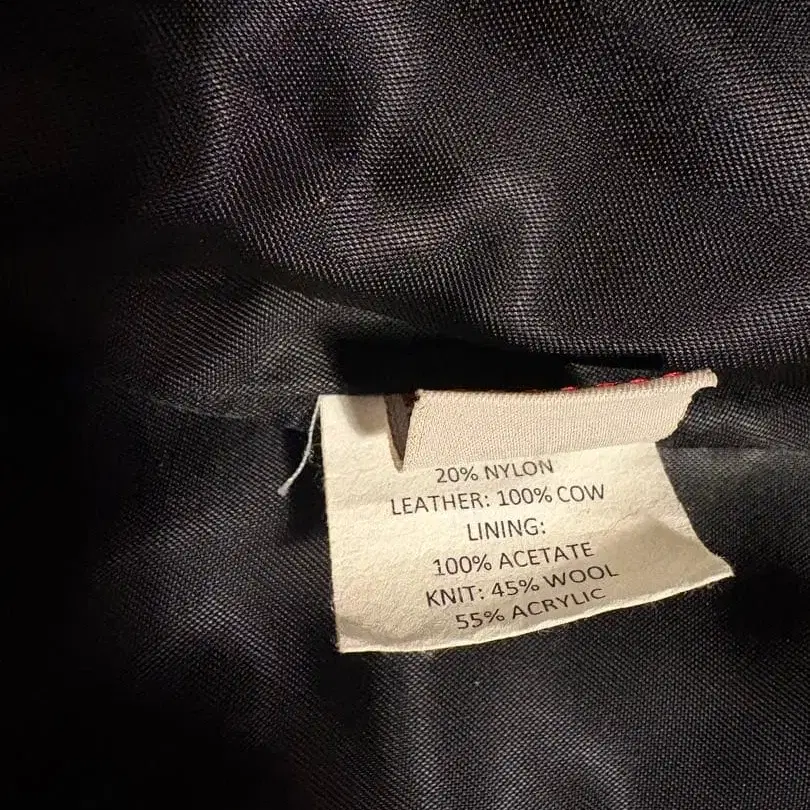 20% NYLON
LEATHER: 100% COW
LINING:
100% ACETATE
KNIT: 45% WOOL
55% ACRYLIC